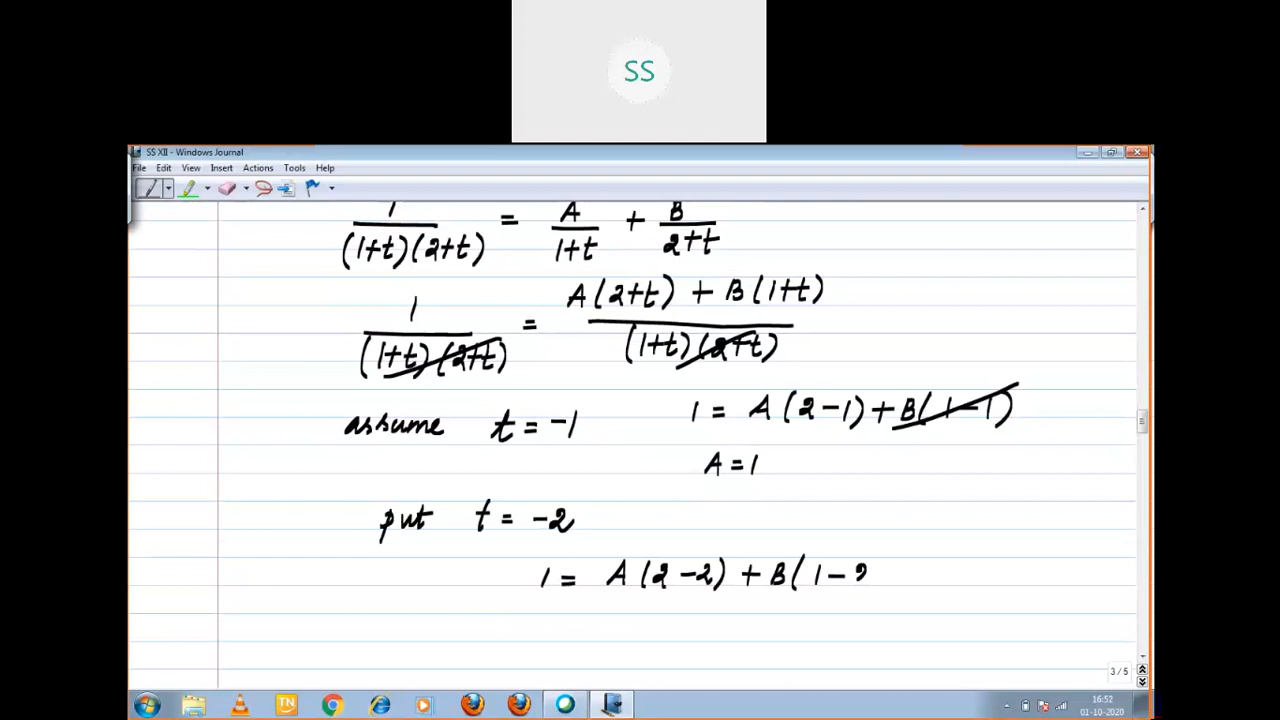 SS
SS XII - Windows Journal
File Edit View Insert Actions Tools Help
1/(1+t)(2+t) = A/1+t + B/2+t
1/(1+t)(2+t) = A(2+t) + B(1+t)/(1+t)(2+t)
assume t = -1 1 = A(2-1)+B(1-1)
A = 1
put t = -2
1 = A(2-2) + B(1-2
3 / 5
TN
16:52
01-10-2020